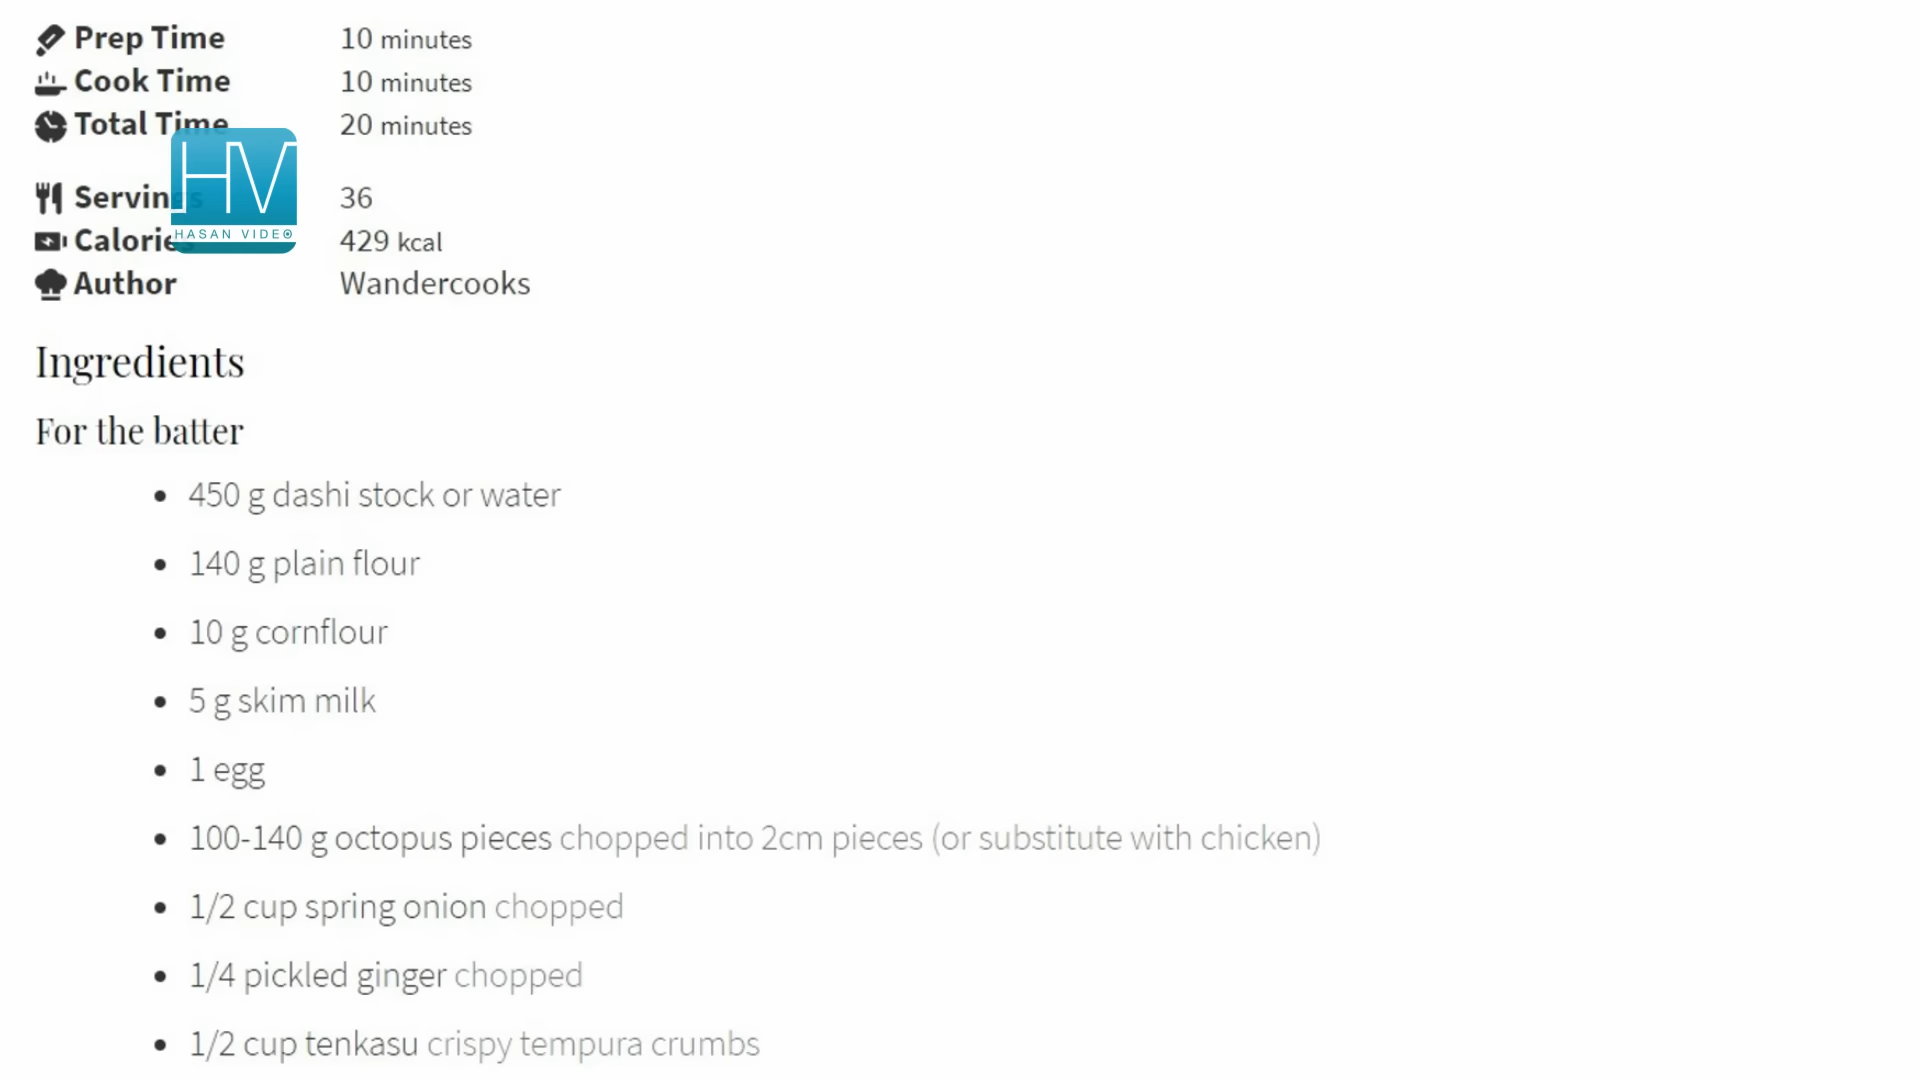 Prep Time 10 minutes
Cook Time 10 minutes
Total Time 20 minutes
Servings 36
Calories 429 kcal
Author Wandercooks
HV
HASAN VIDEO
Ingredients
For the batter
450 g dashi stock or water
140 g plain flour
10 g cornflour
5 g skim milk
1 egg
100-140 g octopus pieces chopped into 2cm pieces (or substitute with chicken)
1/2 cup spring onion chopped
1/4 pickled ginger chopped
1/2 cup tenkasu crispy tempura crumbs